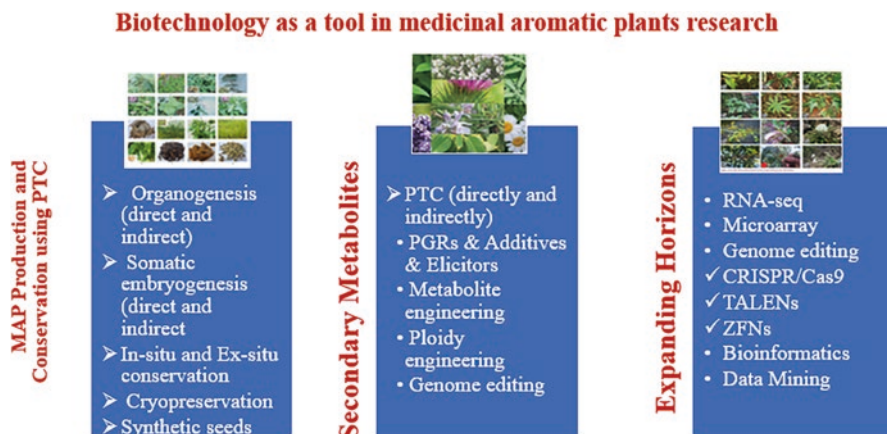 Biotechnology as a tool in medicinal aromatic plants research
MAP Production and
Conservation using PTC
➢ Organogenesis
(direct and
indirect)
➢ Somatic
embryogenesis
(direct and
indirect
➢ In-situ and Ex-situ
conservation
➢ Cryopreservation
➢ Synthetic seeds
Secondary Metabolites
➢ PTC (directly and
indirectly)
• PGRs & Additives
& Elicitors
• Metabolite
engineering
• Ploidy
engineering
• Genome editing
Expanding Horizons
• RNA-seq
• Microarray
• Genome editing
✓ CRISPR/Cas9
✓ TALENs
✓ ZFNs
• Bioinformatics
• Data Mining